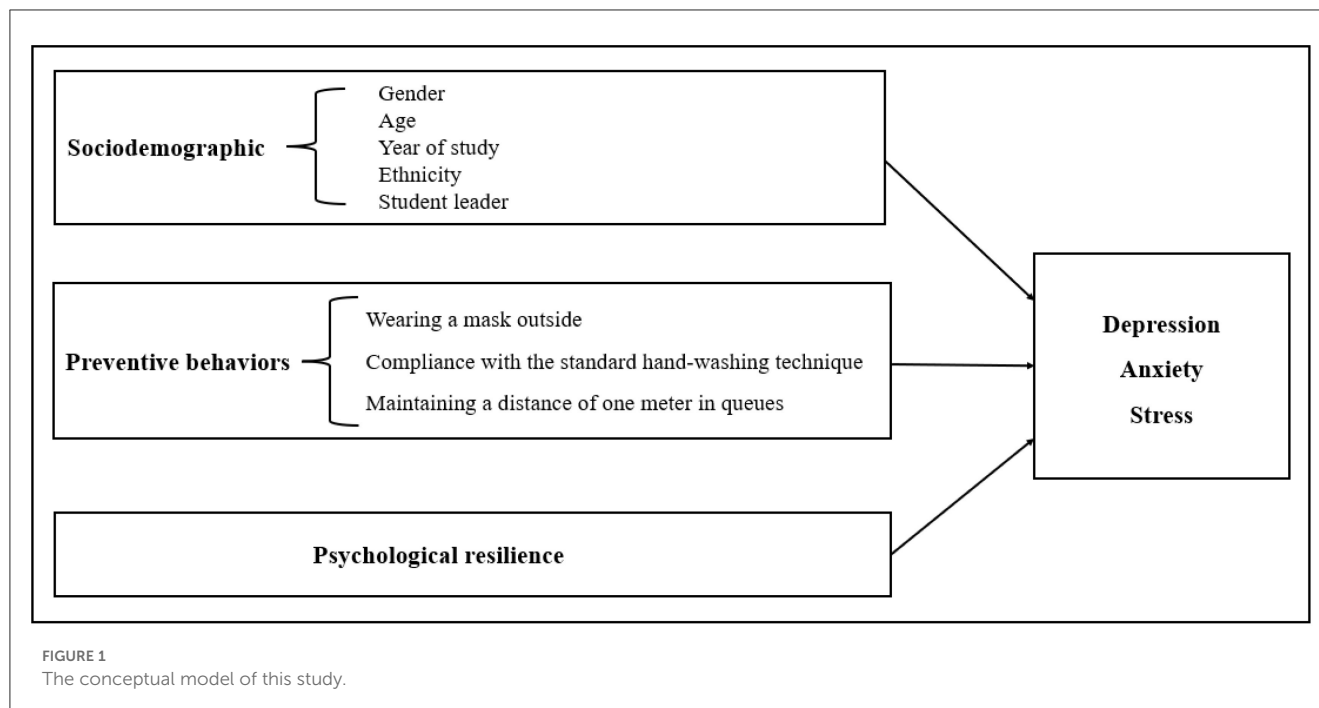 Sociodemographic
Gender
Age
Year of study
Ethnicity
Student leader
Preventive behaviors
Wearing a mask outside
Compliance with the standard hand-washing technique
Maintaining a distance of one meter in queues
Psychological resilience
Depression
Anxiety
Stress
FIGURE 1
The conceptual model of this study.